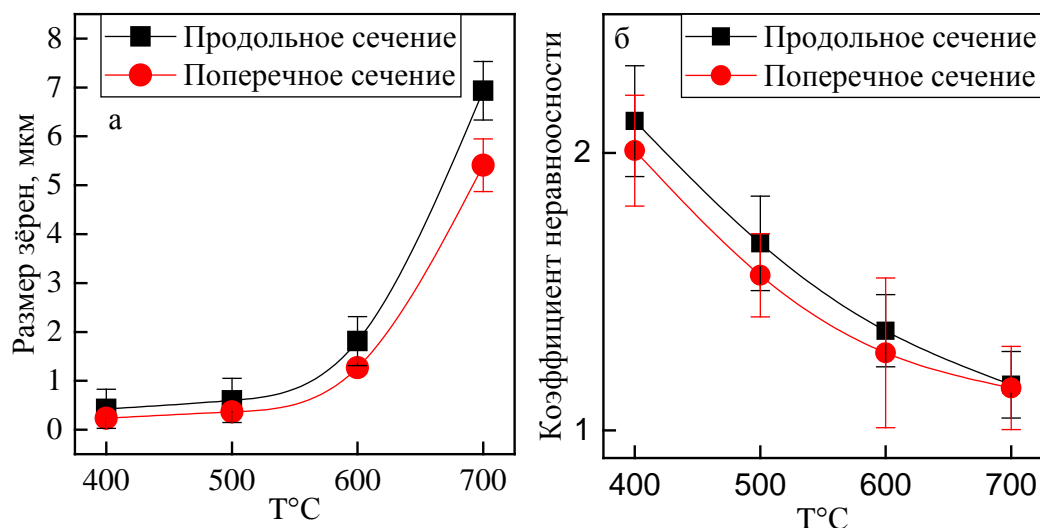 Продольное сечение
Поперечное сечение
а
Размер зёрен, мкм
8
7
6
5
4
3
2
1
0
400 500 600 700
T°C
Продольное сечение
Поперечное сечение
б
Коэффициент неравноосности
2
1
400 500 600 700
T°C